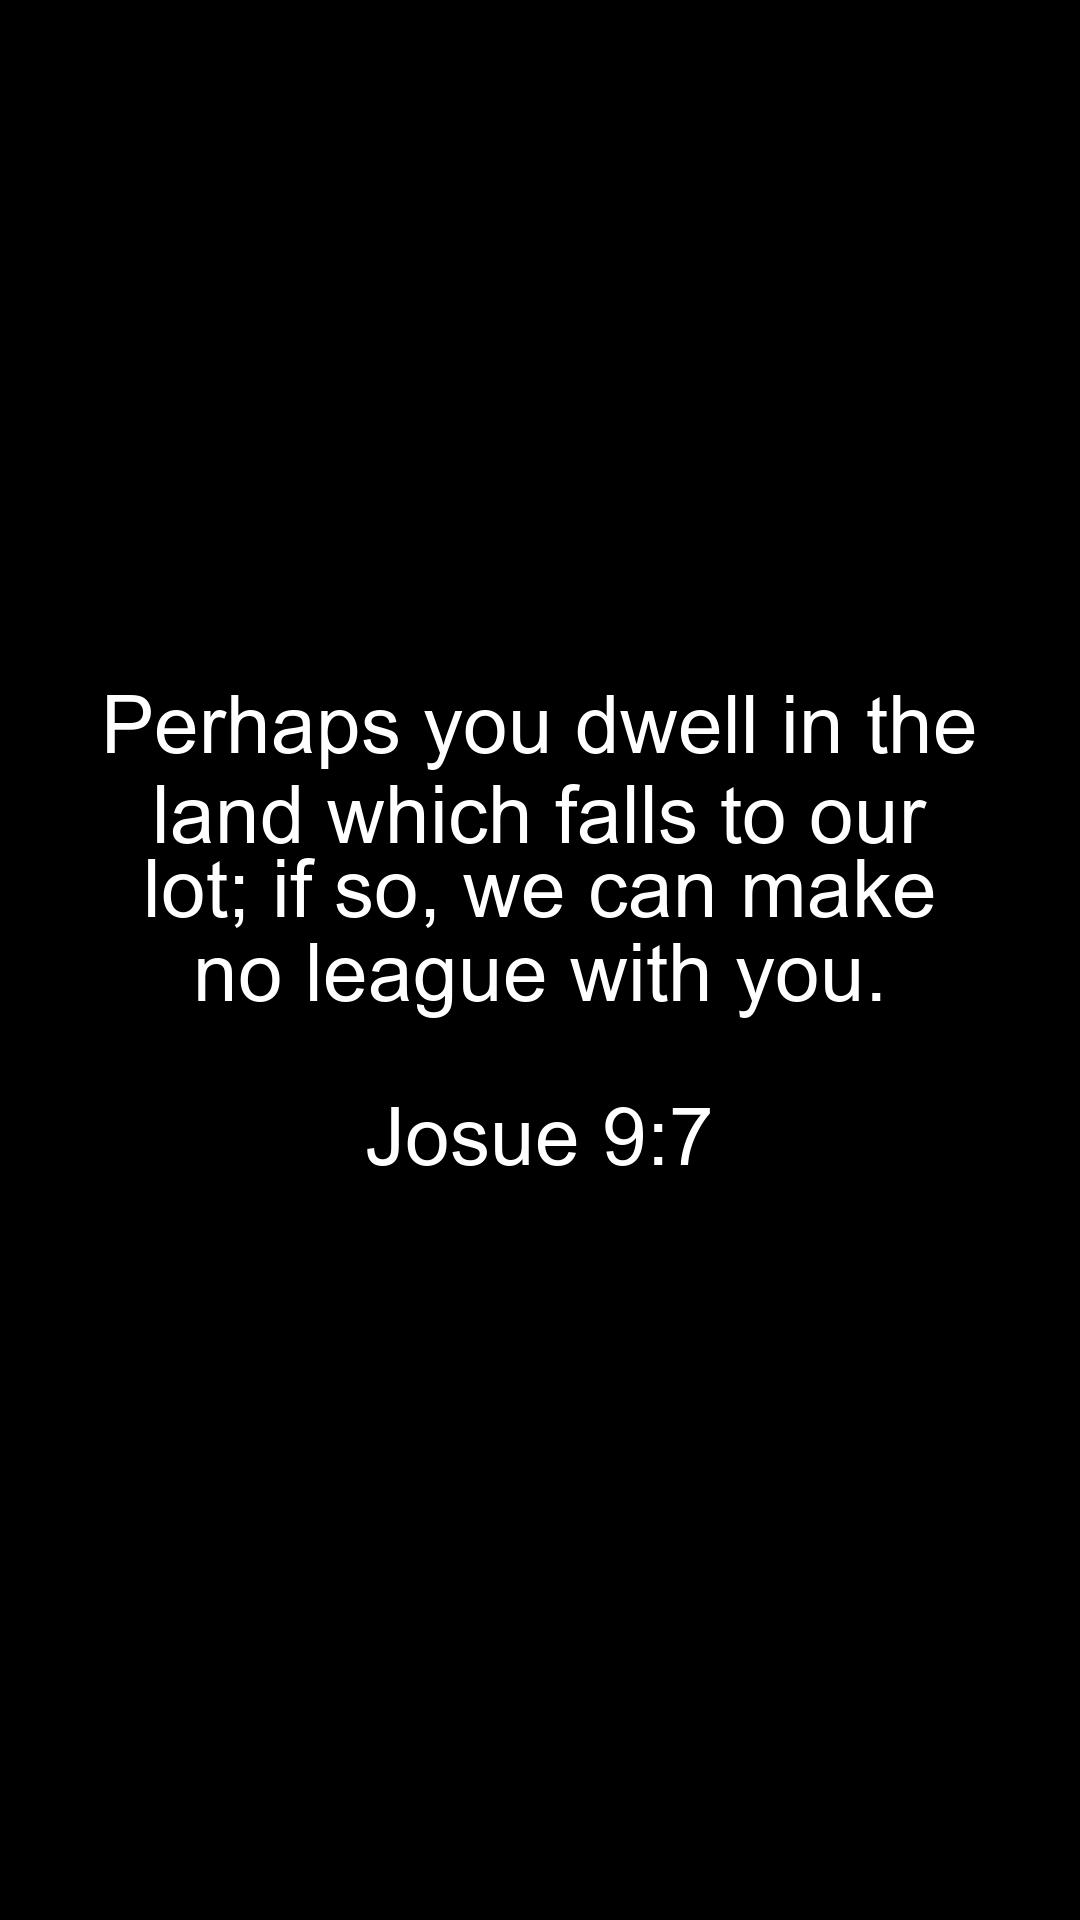 Perhaps you dwell in the
land which falls to our
lot; if so, we can make
no league with you.
Josue 9:7